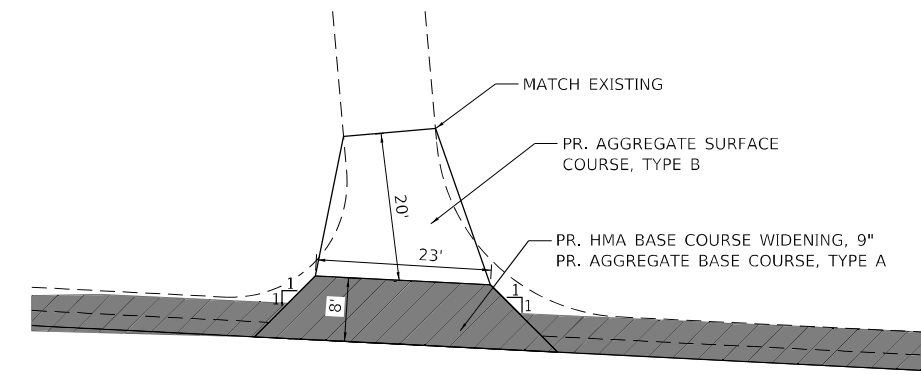 MATCH EXISTING
PR. AGGREGATE SURFACE
COURSE, TYPE B
20'
23'
PR. HMA BASE COURSE WIDENING, 9"
PR. AGGREGATE BASE COURSE, TYPE A
1
1
8'
1
1